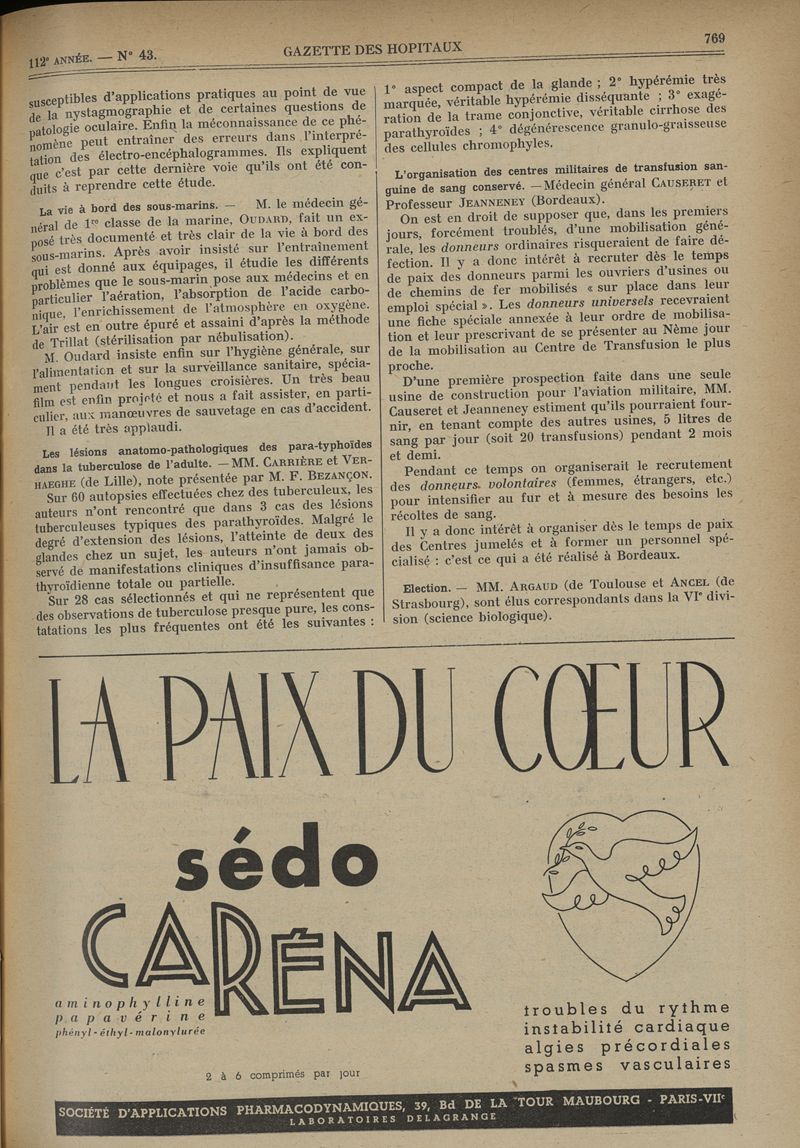 112e ANNÉE. — N° 43.
GAZETTE DES HOPITAUX
769
susceptibles d'applications pratiques au point de vue
de la nystagmographie et de certaines questions de
patologie oculaire. Enfin la méconnaissance de ce phé-
nomène peut entraîner des erreurs dans l'interpré-
tation des électro-encéphalogrammes. Ils expliquent
que c'est par cette dernière voie qu'ils ont été con-
duits à reprendre cette étude.
La vie à bord des sous-marins. — M. le médecin gé-
néral de 1re classe de la marine, OUDARD, fait un ex-
posé très documenté et très clair de la vie à bord des
sous-marins. Après avoir insisté sur l'entraînement
qui est donné aux équipages, il étudie les différents
problèmes que le sous-marin pose aux médecins et en
particulier l'aération, l'absorption de l'acide carbo-
nique, l'enrichissement de l'atmosphère en oxygène.
L'air est en outre épuré et assaini d'après la méthode
de Trillat (stérilisation par nébulisation).
M. Oudard insiste enfin sur l'hygiène générale, sur
l'alimentation et sur la surveillance sanitaire, spécia-
ment pendant les longues croisières. Un très beau
film est enfin projeté et nous a fait assister, en parti-
culier, aux manœuvres de sauvetage en cas d'accident.
Il a été très applaudi.
Les lésions anatomo-pathologiques des para-typhoïdes
dans la tuberculose de l'adulte. — MM. CARRIÈRE et VER-
HAEGHE (de Lille), note présentée par M. F. BEZANÇON.
Sur 60 autopsies effectuées chez des tuberculeux, les
auteurs n'ont rencontré que dans 3 cas des lésions
tuberculeuses typiques des parathyroïdes. Malgré le
degré d'extension des lésions, l'atteinte de deux des
glandes chez un sujet, les auteurs n'ont jamais ob-
servé de manifestations cliniques d'insuffisance para-
thyroïdienne totale ou partielle.
Sur 28 cas sélectionnés et qui ne représentent que
des observations de tuberculose presque pure, les cons-
tatations les plus fréquentes ont été les suivantes :
1° aspect compact de la glande ; 2° hypérémie très
marquée, véritable hypérémie disséquante ; 3° exagé-
ration de la trame conjonctive, véritable cirrhose des
parathyroïdes ; 4° dégénérescence granulo-graisseuse
des cellules chromophyles.
L'organisation des centres militaires de transfusion san-
guine de sang conservé. — Médecin général CAUSERET et
Professeur JEANNENEY (Bordeaux).
On est en droit de supposer que, dans les premiers
jours, forcément troublés, d'une mobilisation géné-
rale, les donneurs ordinaires risqueraient de faire dé-
fection. Il y a donc intérêt à recruter dès le temps
de paix des donneurs parmi les ouvriers d'usines ou
de chemins de fer mobilisés « sur place dans leur
emploi spécial ». Les donneurs universels recevraient
une fiche spéciale annexée à leur ordre de mobilisa-
tion et leur prescrivant de se présenter au Nème jour
de la mobilisation au Centre de Transfusion le plus
proche.
D'une première prospection faite dans une seule
usine de construction pour l'aviation militaire, MM.
Causeret et Jeanneney estiment qu'ils pourraient four-
nir, en tenant compte des autres usines, 5 litres de
sang par jour (soit 20 transfusions) pendant 2 mois
et demi.
Pendant ce temps on organiserait le recrutement
des donneurs volontaires (femmes, étrangers, etc.)
pour intensifier au fur et à mesure des besoins les
récoltes de sang.
Il y a donc intérêt à organiser dès le temps de paix
des Centres jumelés et à former un personnel spé-
cialisé : c'est ce qui a été réalisé à Bordeaux.
Election. — MM. ARGAUD (de Toulouse et ANCEL (de
Strasbourg), sont élus correspondants dans la VIe divi-
sion (science biologique).
LA PAIX DU CŒUR
sédo
CARÉNA
aminophylline
papavérine
phényl-éthyl-malonylurée
2 à 6 comprimés par jour
troubles du rythme
instabilité cardiaque
algies précordiales
spasmes vasculaires
SOCIÉTÉ D'APPLICATIONS PHARMACODYNAMIQUES, 39, Bd DE LA TOUR MAUBOURG - PARIS-VIIe
LABORATOIRES DELAGRANGE